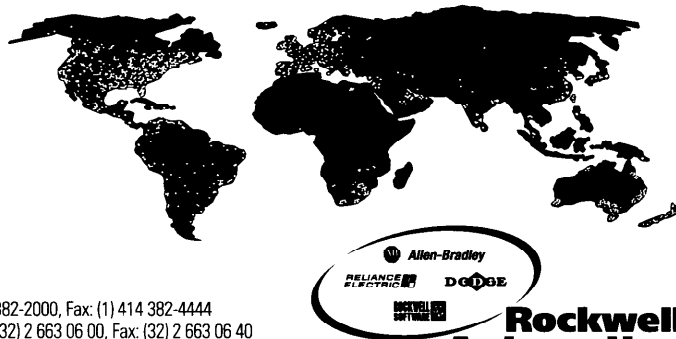 Allen-Bradley
RELIANCE ELECTRIC
DODGE
ROCKWELL SOFTWARE
382-2000, Fax: (1) 414 382-4444
32) 2 663 06 00, Fax: (32) 2 663 06 40
Rockwell